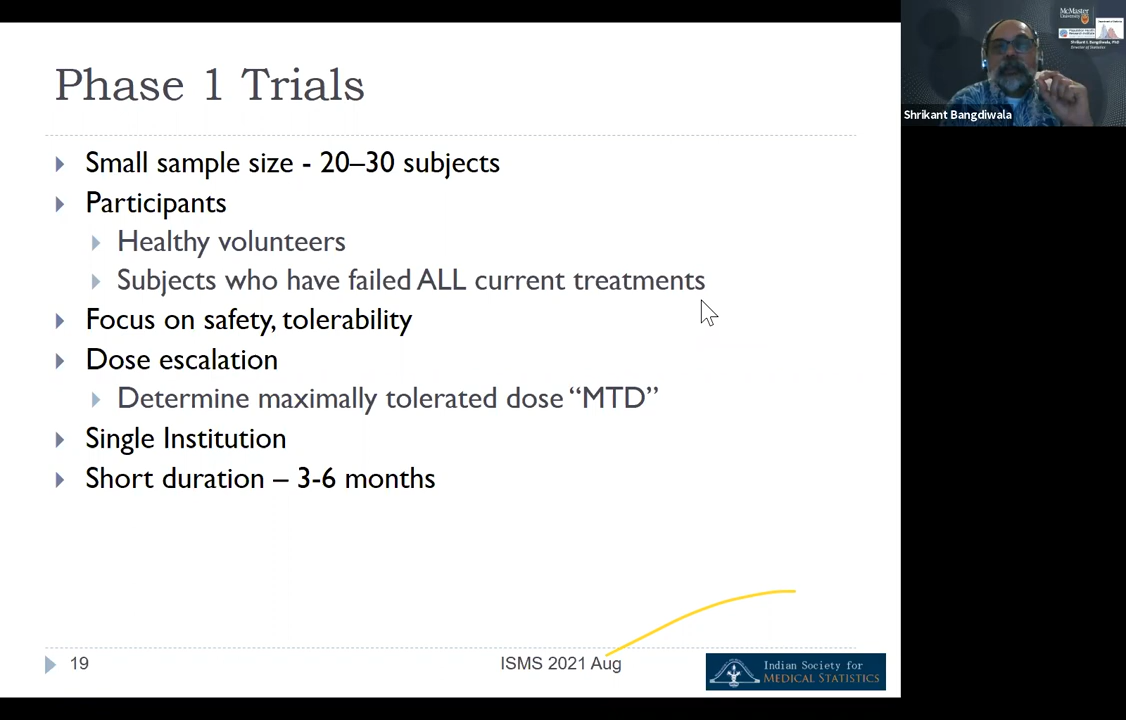 Phase 1 Trials
Small sample size - 20–30 subjects
Participants
Healthy volunteers
Subjects who have failed ALL current treatments
Focus on safety, tolerability
Dose escalation
Determine maximally tolerated dose “MTD”
Single Institution
Short duration – 3-6 months
19
ISMS 2021 Aug
Indian Society for
MEDICAL STATISTICS
McMaster
University
Shrikant Bangdiwala